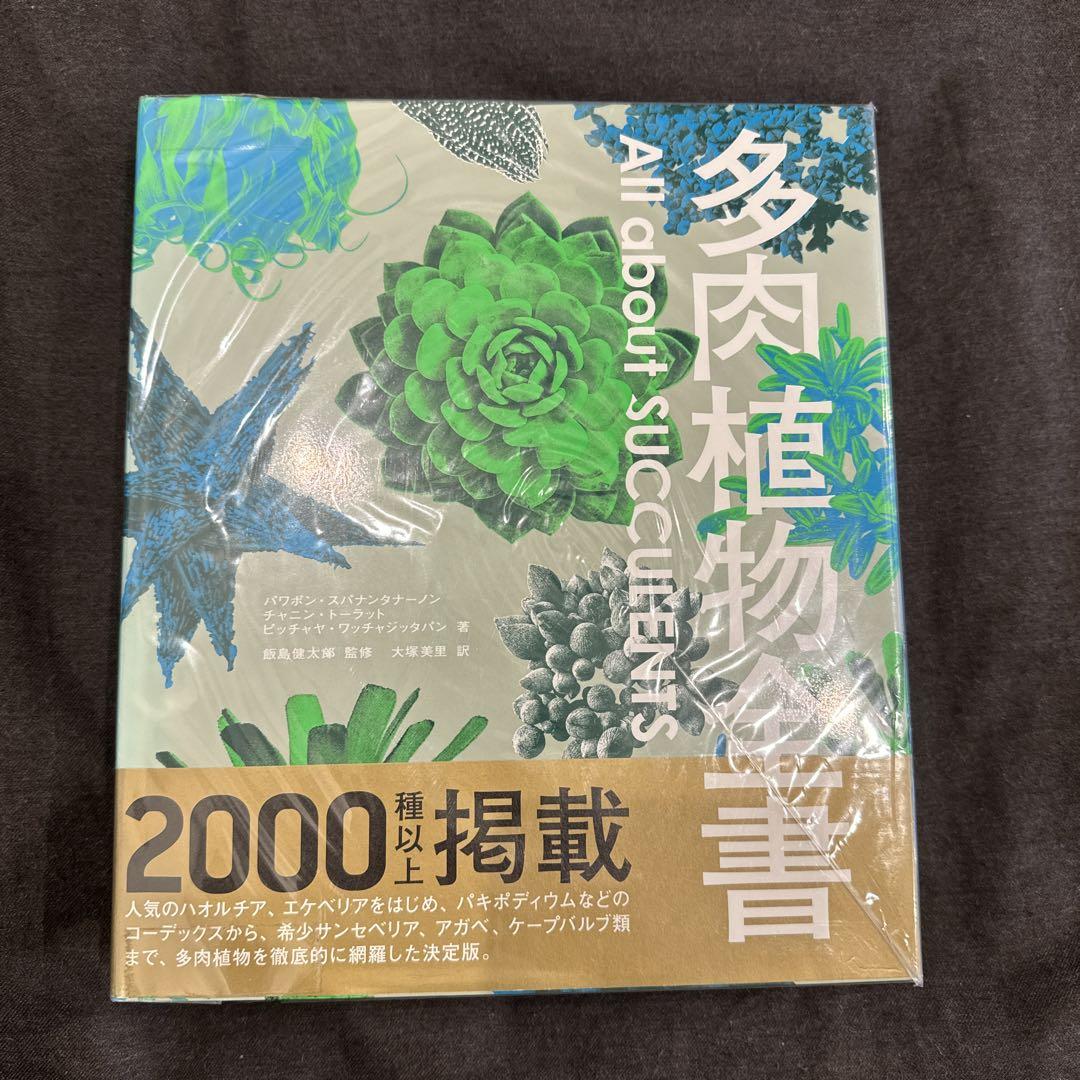 多肉植物全書
All about SUCCULENTS
パワポン・スパナンタナーノン
チャニン・トーラット
ピッチャヤ・ワッチャジッタパン 著
飯島健太郎 監修 大塚美里 訳
2000種以上掲載
人気のハオルチア、エケベリアをはじめ、パキポディウムなどの
コーデックスから、希少サンセベリア、アガベ、ケープバルブ類
まで、多肉植物を徹底的に網羅した決定版。